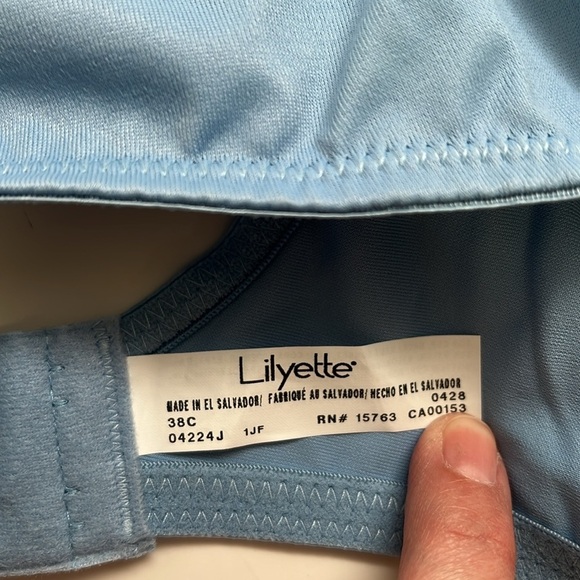 Lilyette
MADE IN EL SALVADOR/ FABRIQUÉ AU SALVADOR/ HECHO EN EL SALVADOR
38C 0428
RN# 15763 CA00153
04224J 1JF